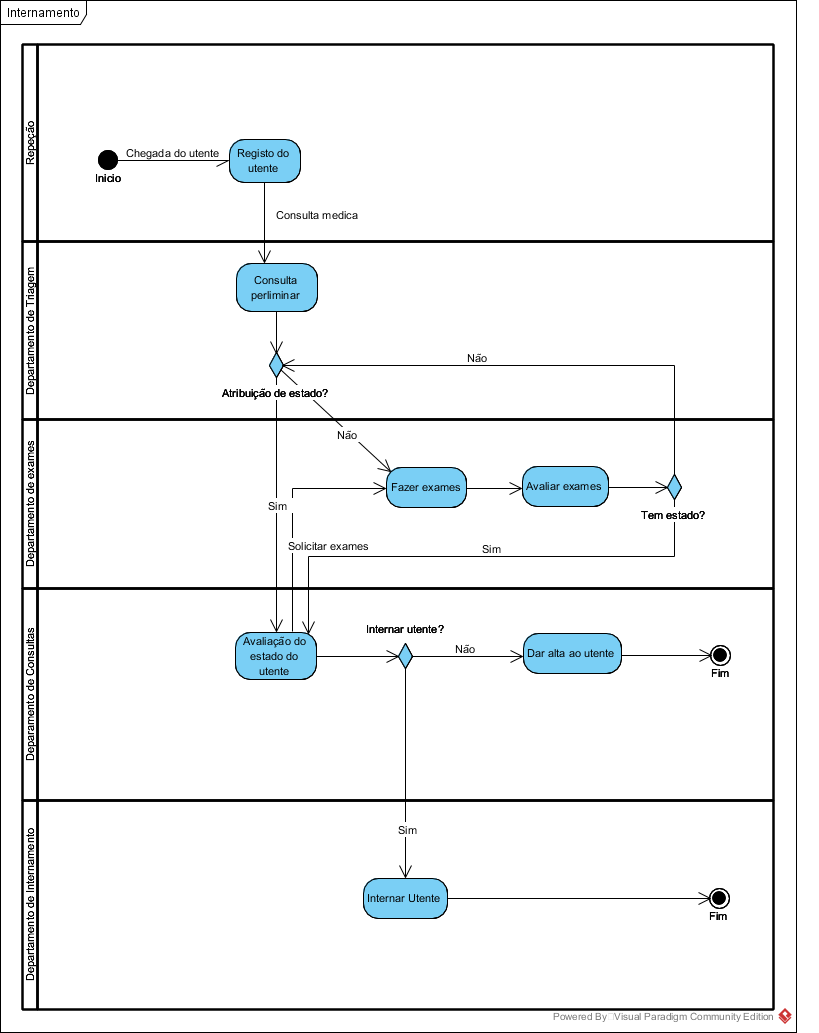 Internamento
Repeção
Chegada do utente
Registo do
utente
Inicio
Consulta medica
Departamento de Triagem
Consulta
perliminar
Não
Atribuição de estado?
Não
Departamento de exames
Fazer exames
Avaliar exames
Sim
Tem estado?
Solicitar exames
Sim
Deparamento de Consultas
Internar utente?
Avaliação do
estado do
utente
Não
Dar alta ao utente
Fim
Departamento de Internamento
Sim
Internar Utente
Fim
Powered By Visual Paradigm Community Edition